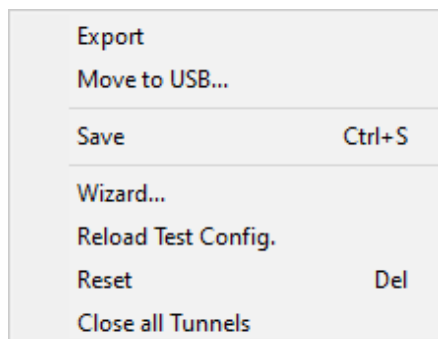 Export
Move to USB...
Save Ctrl+S
Wizard...
Reload Test Config.
Reset Del
Close all Tunnels